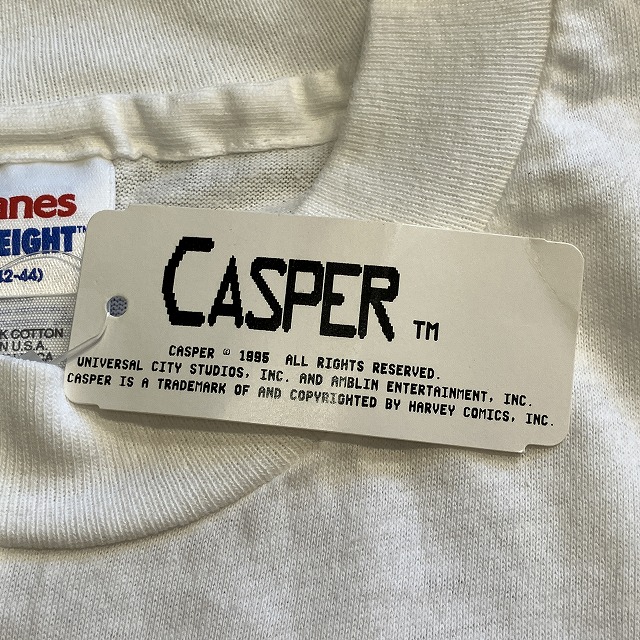 anes
EIGHT™
42-44)
CASPER TM
CASPER © 1995 ALL RIGHTS RESERVED.
UNIVERSAL CITY STUDIOS, INC. AND AMBLIN ENTERTAINMENT, INC.
CASPER IS A TRADEMARK OF AND COPYRIGHTED BY HARVEY COMICS, INC.
K COTTON
N U.S.A.
CA